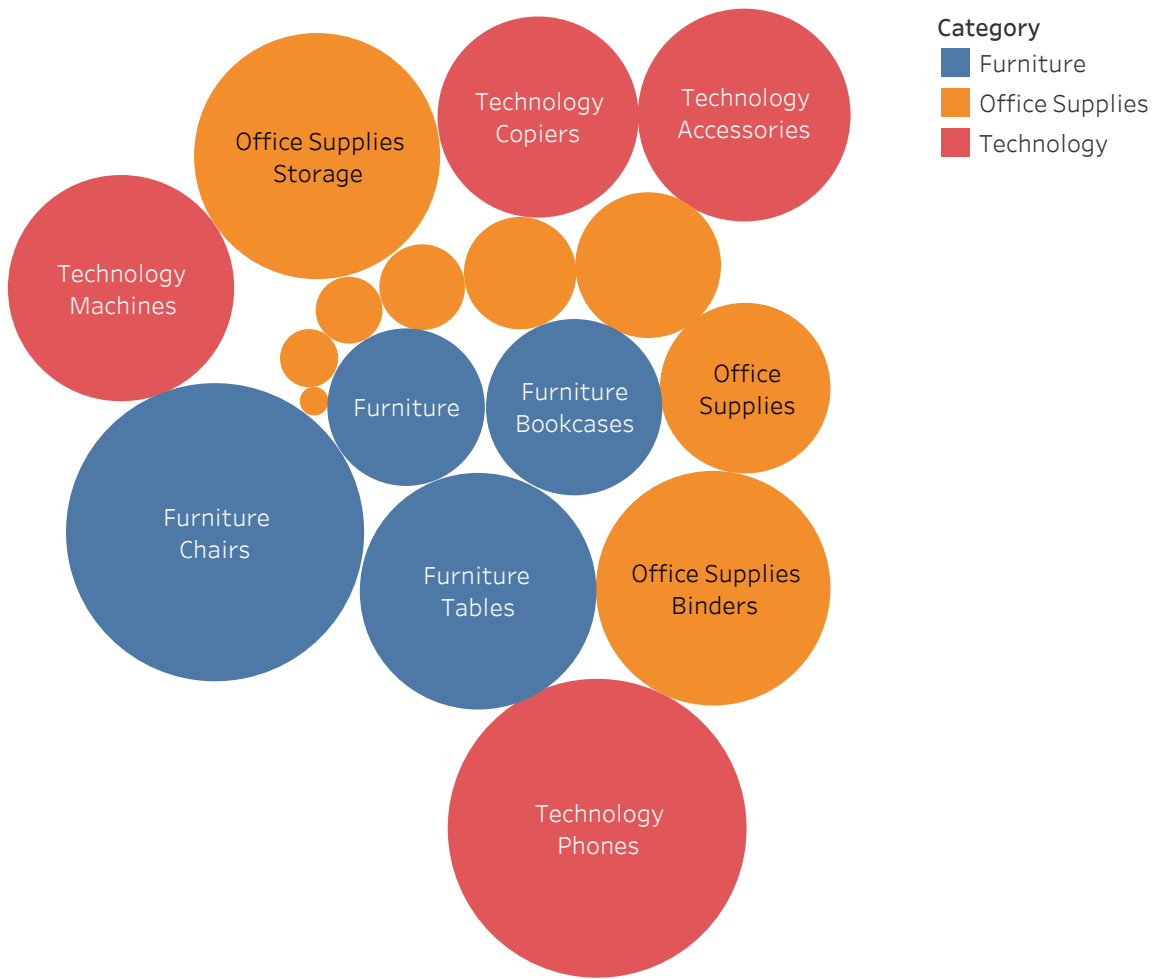 Category
Furniture
Office Supplies
Technology
Technology
Copiers
Technology
Accessories
Office Supplies
Storage
Technology
Machines
Furniture
Furniture
Bookcases
Office
Supplies
Furniture
Chairs
Furniture
Tables
Office Supplies
Binders
Technology
Phones